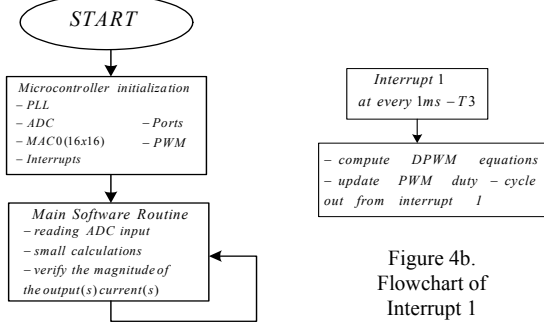 START
Microcontroller initialization
– PLL
– ADC – Ports
– MAC0(16x16) – PWM
– Interrupts
Main Software Routine
– reading ADC input
– small calculations
– verify the magnitude of
the output(s) current(s)
Interrupt 1
at every 1ms – T3
– compute DPWM equations
– update PWM duty – cycle
out from interrupt 1
Figure 4b.
Flowchart of
Interrupt 1